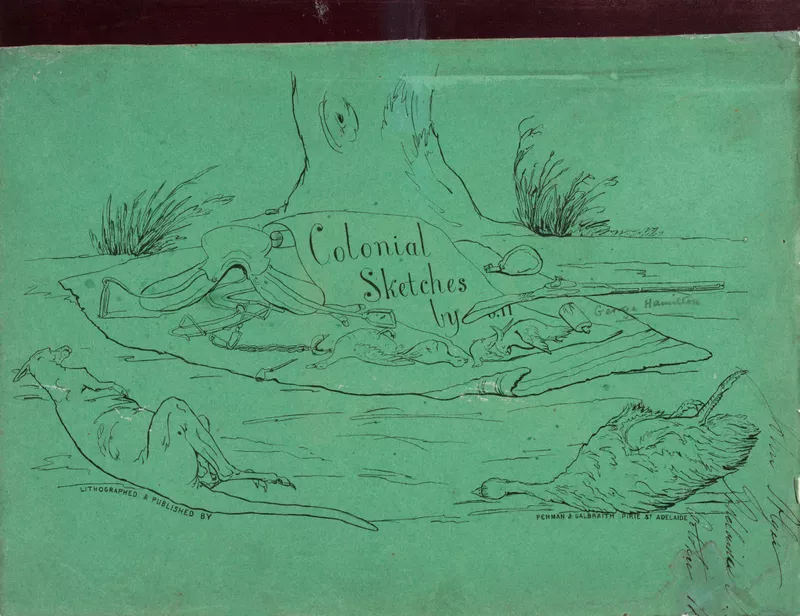 Colonial
Sketches
by G.H
George Hamilton
LITHOGRAPHED & PUBLISHED BY
PENMAN & GALBRAITH PIRIE ST ADELAIDE